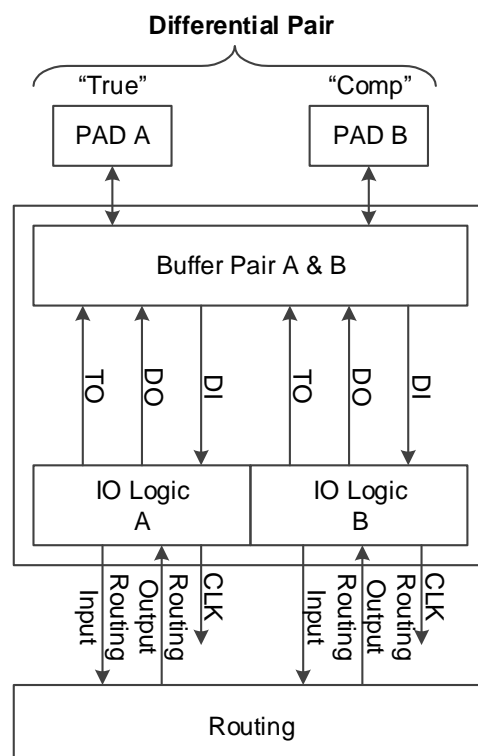 Differential Pair
“True”
“Comp”
PAD A
PAD B
Buffer Pair A & B
TO
DO
DI
TO
DO
DI
IO Logic
A
IO Logic
B
Routing
Input
Routing
Output
CLK
Routing
Input
Routing
Output
CLK
Routing